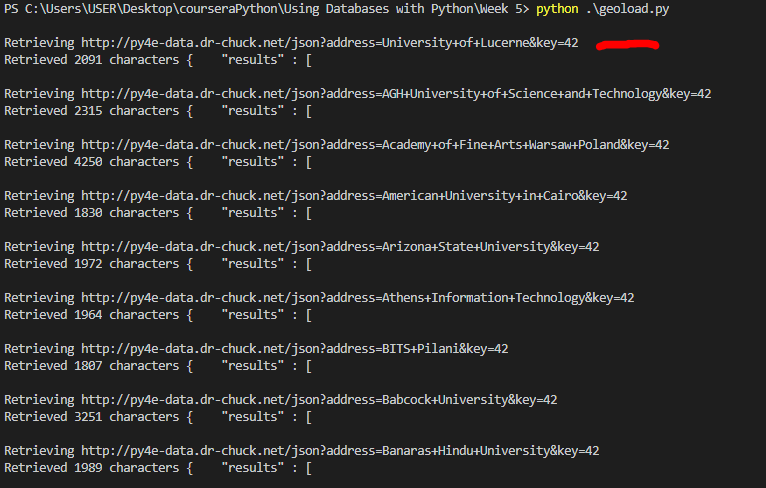 PS C:\Users\USER\Desktop\courseraPython\Using Databases with Python\Week 5> python .\geoload.py
Retrieving http://py4e-data.dr-chuck.net/json?address=University+of+Lucerne&key=42
Retrieved 2091 characters {    "results" : [
Retrieving http://py4e-data.dr-chuck.net/json?address=AGH+University+of+Science+and+Technology&key=42
Retrieved 2315 characters {    "results" : [
Retrieving http://py4e-data.dr-chuck.net/json?address=Academy+of+Fine+Arts+Warsaw+Poland&key=42
Retrieved 4250 characters {    "results" : [
Retrieving http://py4e-data.dr-chuck.net/json?address=American+University+in+Cairo&key=42
Retrieved 1830 characters {    "results" : [
Retrieving http://py4e-data.dr-chuck.net/json?address=Arizona+State+University&key=42
Retrieved 1972 characters {    "results" : [
Retrieving http://py4e-data.dr-chuck.net/json?address=Athens+Information+Technology&key=42
Retrieved 1964 characters {    "results" : [
Retrieving http://py4e-data.dr-chuck.net/json?address=BITS+Pilani&key=42
Retrieved 1807 characters {    "results" : [
Retrieving http://py4e-data.dr-chuck.net/json?address=Babcock+University&key=42
Retrieved 3251 characters {    "results" : [
Retrieving http://py4e-data.dr-chuck.net/json?address=Banaras+Hindu+University&key=42
Retrieved 1989 characters {    "results" : [